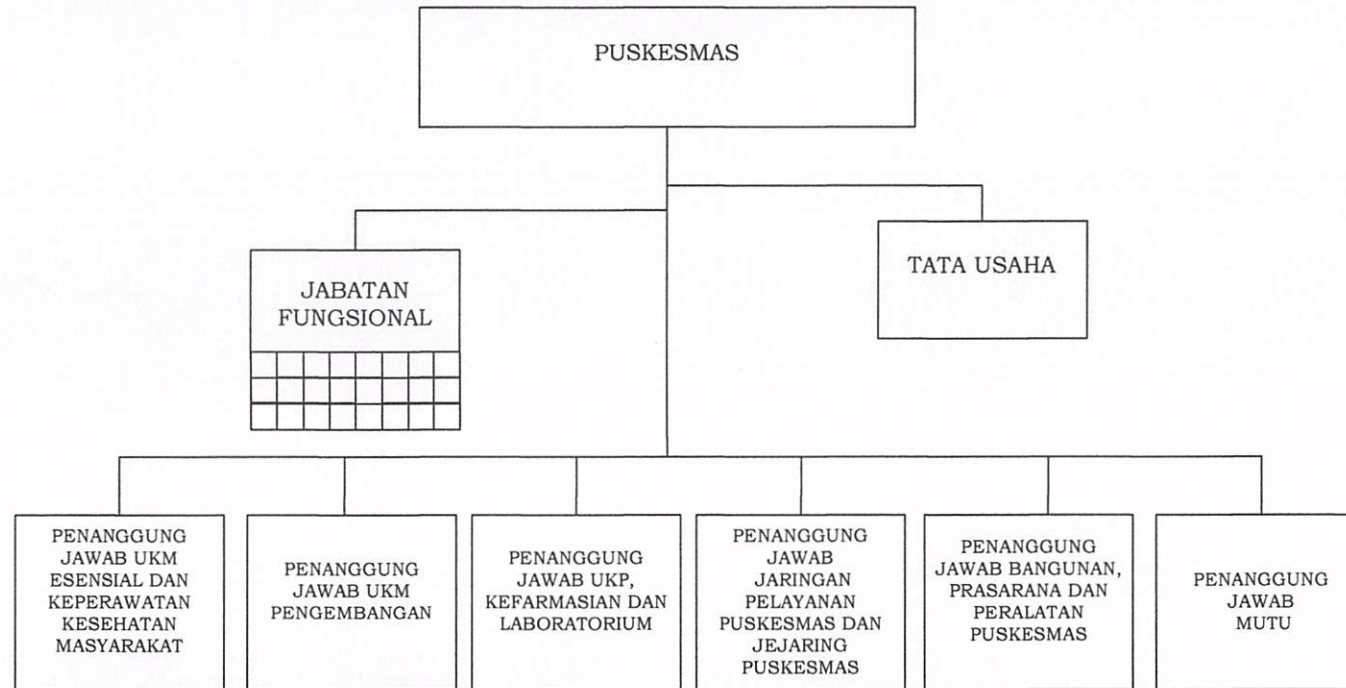 PUSKESMAS
TATA USAHA
JABATAN
FUNGSIONAL
PENANGGUNG
JAWAB UKM
ESENSIAL DAN
KEPERAWATAN
KESEHATAN
MASYARAKAT
PENANGGUNG
JAWAB UKM
PENGEMBANGAN
PENANGGUNG
JAWAB UKP,
KEFARMASIAN DAN
LABORATORIUM
PENANGGUNG
JAWAB
JARINGAN
PELAYANAN
PUSKESMAS DAN
JEJARING
PUSKESMAS
PENANGGUNG
JAWAB BANGUNAN,
PRASARANA DAN
PERALATAN
PUSKESMAS
PENANGGUNG
JAWAB
MUTU